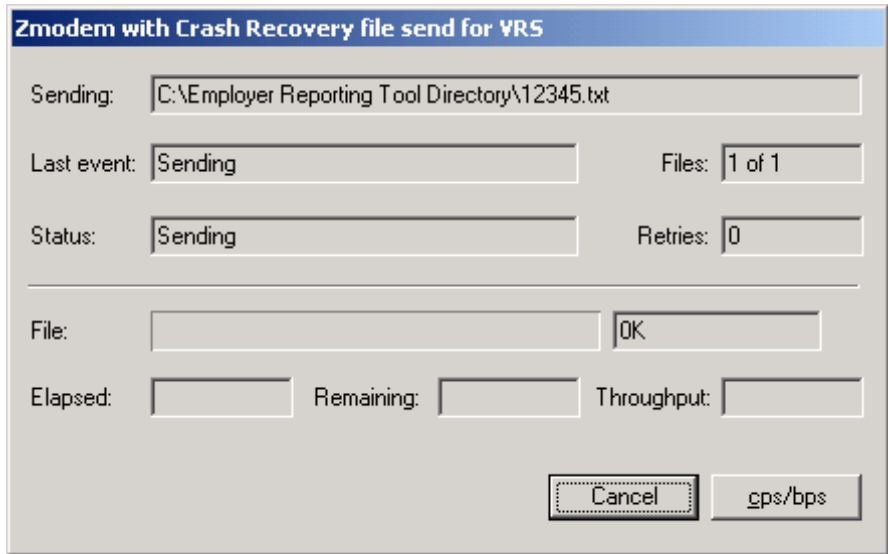 Zmodem with Crash Recovery file send for VRS
Sending: C:\Employer Reporting Tool Directory\12345.txt
Last event: Sending Files: 1 of 1
Status: Sending Retries: 0
File: 0K
Elapsed: Remaining: Throughput:
Cancel cps/bps